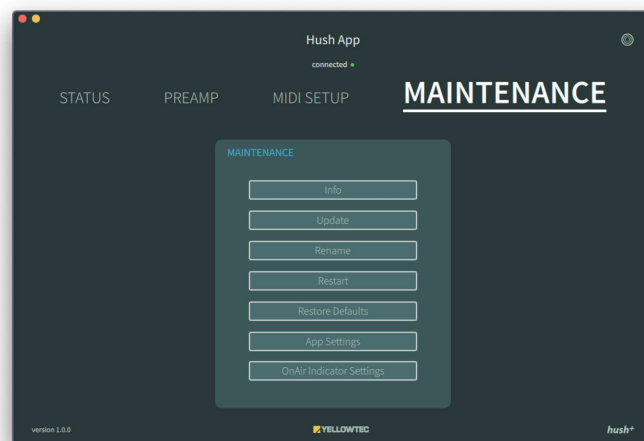 Hush App
connected
STATUS PREAMP MIDI SETUP MAINTENANCE
MAINTENANCE
Info
Update
Rename
Restart
Restore Defaults
App Settings
OnAir Indicator Settings
version 1.0.0 YELLOWTEC hush+